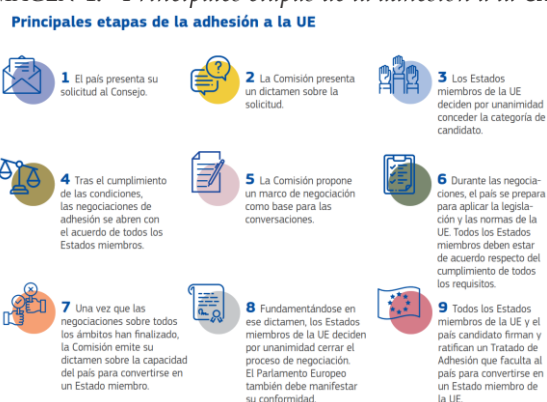 Principales etapas de la adhesión a la UE
1 El país presenta su
solicitud al Consejo.
2 La Comisión presenta
un dictamen sobre la
solicitud.
3 Los Estados
miembros de la UE
deciden por unanimidad
conceder la categoría de
candidato.
4 Tras el cumplimiento
de las condiciones,
las negociaciones de
adhesión se abren con
el acuerdo de todos los
Estados miembros.
5 La Comisión propone
un marco de negociación
como base para las
conversaciones.
6 Durante las negocia-
ciones, el país se prepara
para aplicar la legisla-
ción y las normas de la
UE. Todos los Estados
miembros deben estar
de acuerdo respecto del
cumplimiento de todos
los requisitos.
7 Una vez que las
negociaciones sobre todos
los ámbitos han finalizado,
la Comisión emite su
dictamen sobre la capacidad
del país para convertirse en
un Estado miembro.
8 Fundamentándose en
ese dictamen, los Estados
miembros de la UE deciden
por unanimidad cerrar el
proceso de negociación.
El Parlamento Europeo
también debe manifestar
su conformidad.
9 Todos los Estados
miembros de la UE y el
país candidato firman y
ratifican un Tratado de
Adhesión que faculta al
país para convertirse en
un Estado miembro de
la UE.